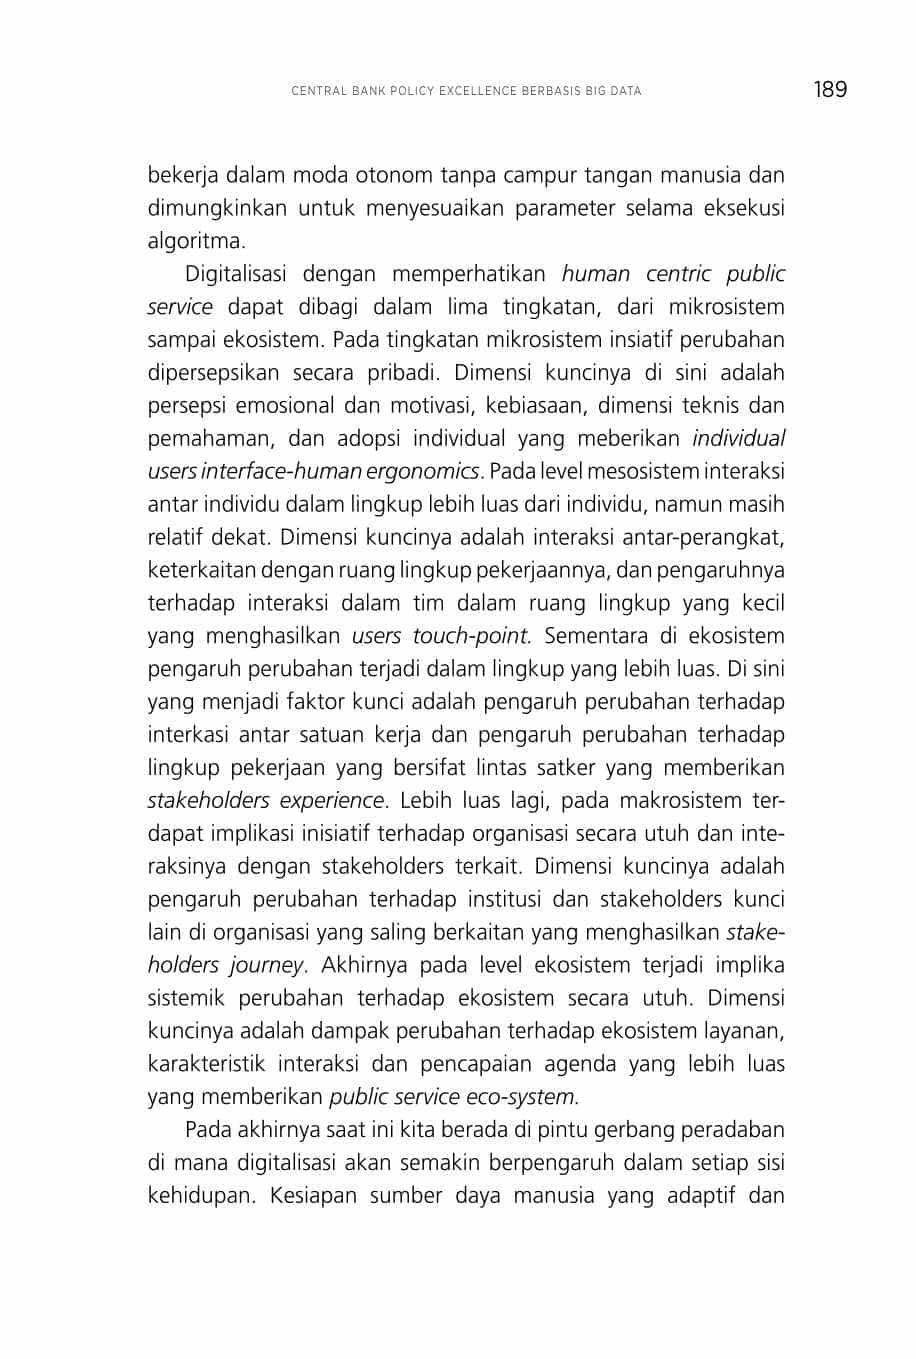 CENTRAL BANK POLICY EXCELLENCE BERBASIS BIG DATA 189
bekerja dalam moda otonom tanpa campur tangan manusia dan
dimungkinkan untuk menyesuaikan parameter selama eksekusi
algoritma.
Digitalisasi dengan memperhatikan human centric public
service dapat dibagi dalam lima tingkatan, dari mikrosistem
sampai ekosistem. Pada tingkatan mikrosistem insiatif perubahan
dipersepsikan secara pribadi. Dimensi kuncinya di sini adalah
persepsi emosional dan motivasi, kebiasaan, dimensi teknis dan
pemahaman, dan adopsi individual yang meberikan individual
users interface-human ergonomics. Pada level mesosistem interaksi
antar individu dalam lingkup lebih luas dari individu, namun masih
relatif dekat. Dimensi kuncinya adalah interaksi antar-perangkat,
keterkaitan dengan ruang lingkup pekerjaannya, dan pengaruhnya
terhadap interaksi dalam tim dalam ruang lingkup yang kecil
yang menghasilkan users touch-point. Sementara di ekosistem
pengaruh perubahan terjadi dalam lingkup yang lebih luas. Di sini
yang menjadi faktor kunci adalah pengaruh perubahan terhadap
interkasi antar satuan kerja dan pengaruh perubahan terhadap
lingkup pekerjaan yang bersifat lintas satker yang memberikan
stakeholders experience. Lebih luas lagi, pada makrosistem ter-
dapat implikasi inisiatif terhadap organisasi secara utuh dan inte-
raksinya dengan stakeholders terkait. Dimensi kuncinya adalah
pengaruh perubahan terhadap institusi dan stakeholders kunci
lain di organisasi yang saling berkaitan yang menghasilkan stake-
holders journey. Akhirnya pada level ekosistem terjadi implika
sistemik perubahan terhadap ekosistem secara utuh. Dimensi
kuncinya adalah dampak perubahan terhadap ekosistem layanan,
karakteristik interaksi dan pencapaian agenda yang lebih luas
yang memberikan public service eco-system.
Pada akhirnya saat ini kita berada di pintu gerbang peradaban
di mana digitalisasi akan semakin berpengaruh dalam setiap sisi
kehidupan. Kesiapan sumber daya manusia yang adaptif dan